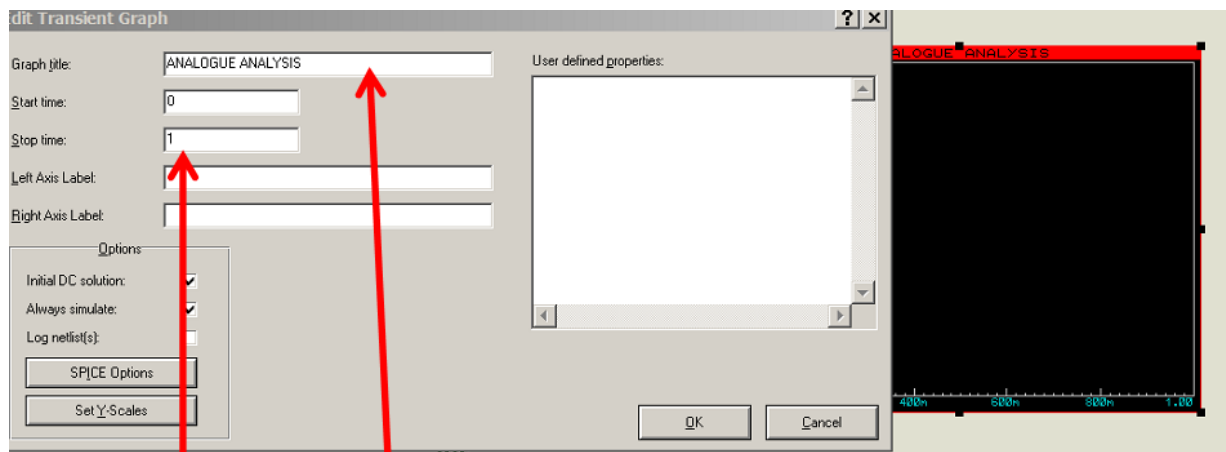 dit Transient Graph
Graph title:
ANALOGUE ANALYSIS
User defined properties:
Start time:
0
Stop time:
1
Left Axis Label:
Right Axis Label:
Options
Initial DC solution:
Always simulate:
Log netlist(s):
SPICE Options
Set Y-Scales
OK
Cancel
ALOGUE ANALYSIS
400m 600m 800m 1.00